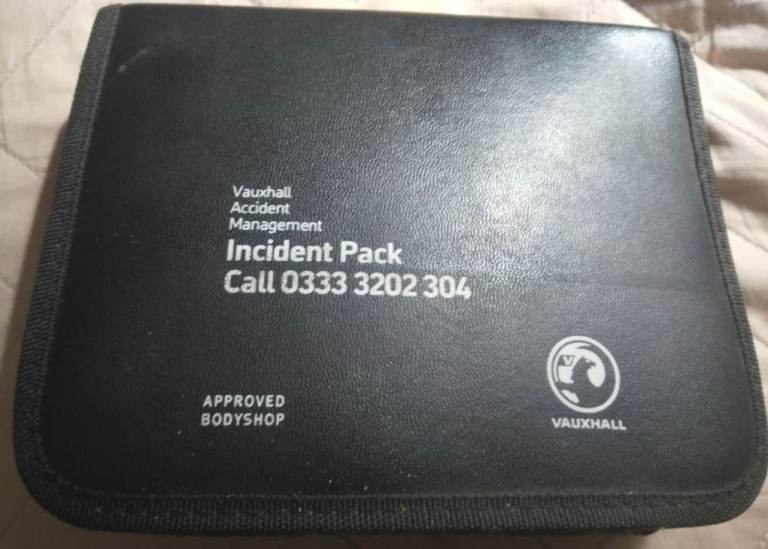 Vauxhall
Accident
Management
Incident Pack
Call 0333 3202 304
APPROVED
BODYSHOP
V
VAUXHALL